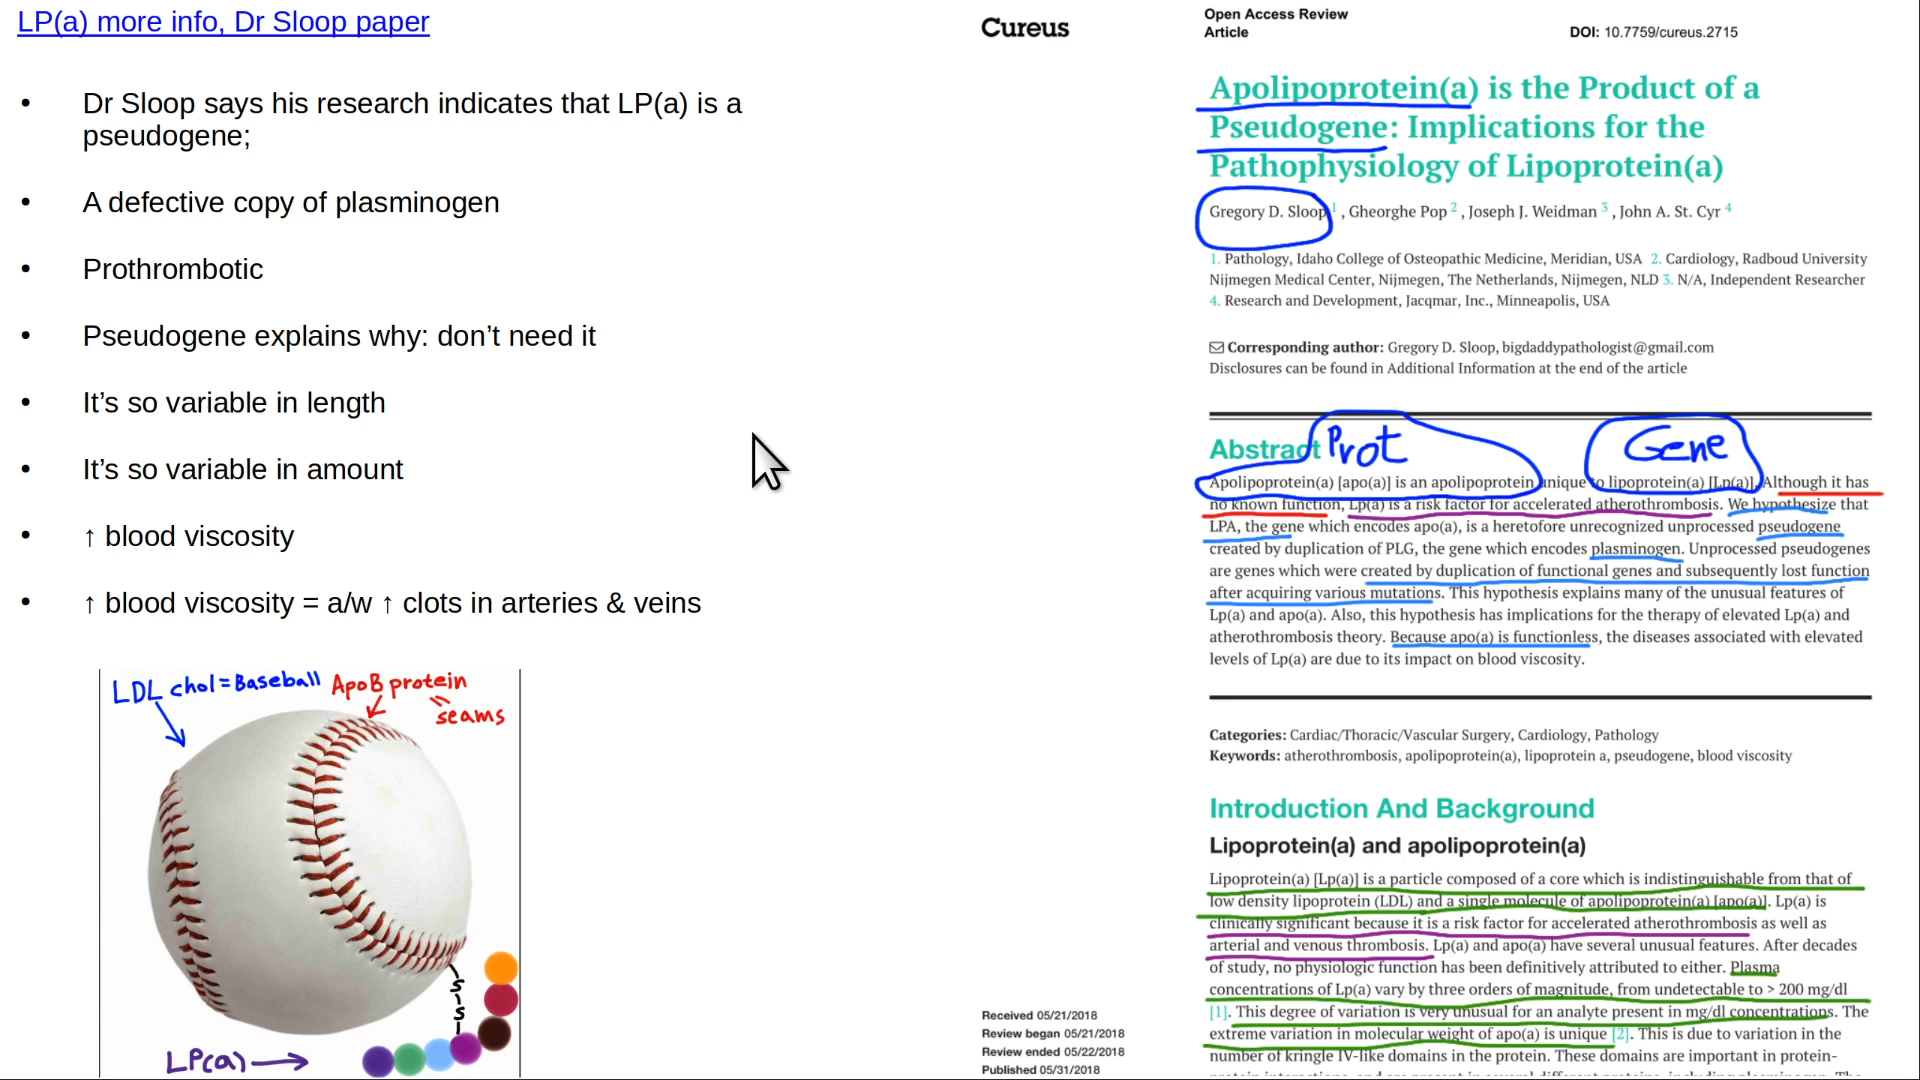 LP(a) more info, Dr Sloop paper
• Dr Sloop says his research indicates that LP(a) is a
pseudogene;
• A defective copy of plasminogen
• Prothrombotic
• Pseudogene explains why: don’t need it
• It’s so variable in length
• It’s so variable in amount
• ↑ blood viscosity
• ↑ blood viscosity = a/w ↑ clots in arteries & veins
LDL chol = Baseball
ApoB protein
seams
S-S-S
LP(a)
Cureus
Open Access Review
Article
DOI: 10.7759/cureus.2715
Apolipoprotein(a) is the Product of a
Pseudogene: Implications for the
Pathophysiology of Lipoprotein(a)
Gregory D. Sloop 1 , Gheorghe Pop 2 , Joseph J. Weidman 3 , John A. St. Cyr 4
1. Pathology, Idaho College of Osteopathic Medicine, Meridian, USA 2. Cardiology, Radboud University
Nijmegen Medical Center, Nijmegen, The Netherlands, Nijmegen, NLD 3. N/A, Independent Researcher
4. Research and Development, Jacqmar, Inc., Minneapolis, USA
Corresponding author: Gregory D. Sloop, bigdaddypathologist@gmail.com
Disclosures can be found in Additional Information at the end of the article
Prot
Gene
Abstract
Apolipoprotein(a) [apo(a)] is an apolipoprotein unique to lipoprotein(a) [Lp(a)]. Although it has
no known function, Lp(a) is a risk factor for accelerated atherothrombosis. We hypothesize that
LPA, the gene which encodes apo(a), is a heretofore unrecognized unprocessed pseudogene
created by duplication of PLG, the gene which encodes plasminogen. Unprocessed pseudogenes
are genes which were created by duplication of functional genes and subsequently lost function
after acquiring various mutations. This hypothesis explains many of the unusual features of
Lp(a) and apo(a). Also, this hypothesis has implications for the therapy of elevated Lp(a) and
atherothrombosis theory. Because apo(a) is functionless, the diseases associated with elevated
levels of Lp(a) are due to its impact on blood viscosity.
Categories: Cardiac/Thoracic/Vascular Surgery, Cardiology, Pathology
Keywords: atherothrombosis, apolipoprotein(a), lipoprotein a, pseudogene, blood viscosity
Introduction And Background
Lipoprotein(a) and apolipoprotein(a)
Lipoprotein(a) [Lp(a)] is a particle composed of a core which is indistinguishable from that of
low density lipoprotein (LDL) and a single molecule of apolipoprotein(a) [apo(a)]. Lp(a) is
clinically significant because it is a risk factor for accelerated atherothrombosis as well as
arterial and venous thrombosis. Lp(a) and apo(a) have several unusual features. After decades
of study, no physiologic function has been definitively attributed to either. Plasma
concentrations of Lp(a) vary by three orders of magnitude, from undetectable to > 200 mg/dl
[1]. This degree of variation is very unusual for an analyte present in mg/dl concentrations. The
extreme variation in molecular weight of apo(a) is unique [2]. This is due to variation in the
number of kringle IV-like domains in the protein. These domains are important in protein-
Received 05/21/2018
Review began 05/21/2018
Review ended 05/22/2018
Published 05/31/2018